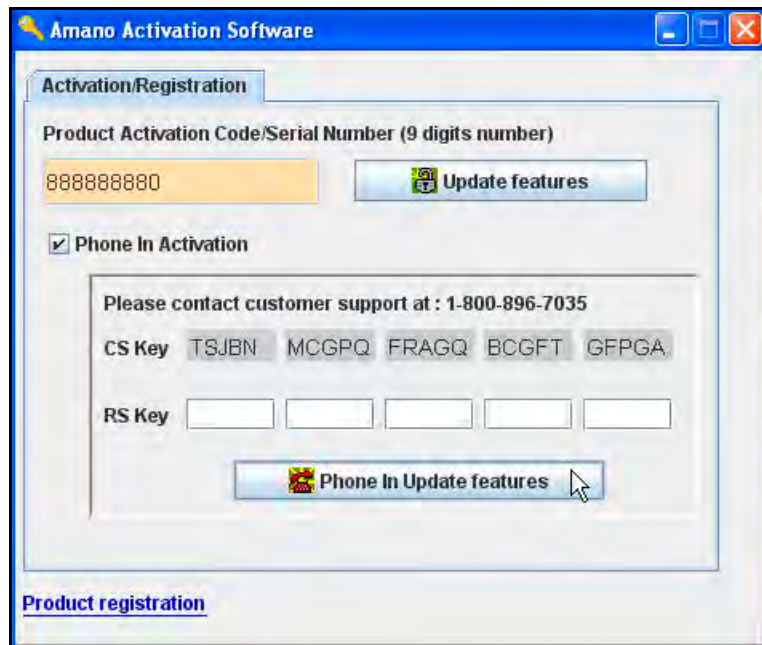 Amano Activation Software
Activation/Registration
Product Activation Code/Serial Number (9 digits number)
888888880 Update features
Phone In Activation
Please contact customer support at : 1-800-896-7035
CS Key TSJBN MCGPQ FRAGQ BCGFT GFPGA
RS Key
Phone In Update features
Product registration